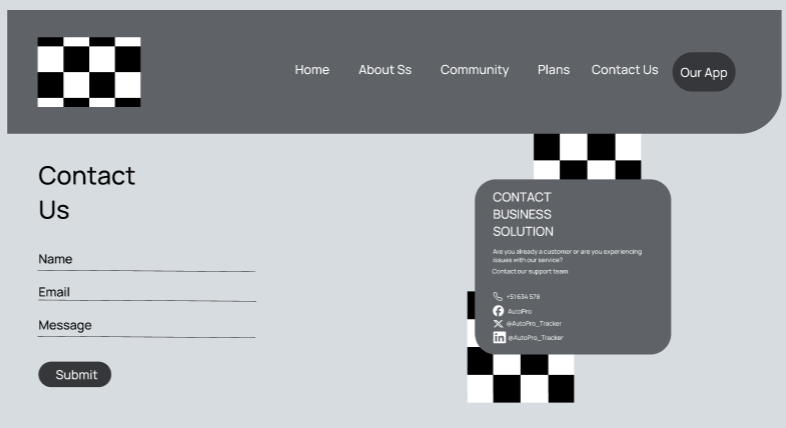 Home About Ss Community Plans Contact Us Our App
Contact
Us
Name
Email
Message
Submit
CONTACT
BUSINESS
SOLUTION
Are you already a customer or are you experiencing
issues with our service?
Contact our support team
+51 634 578
AutoPro
@AutoPro_Tracker
@AutoPro_Tracker